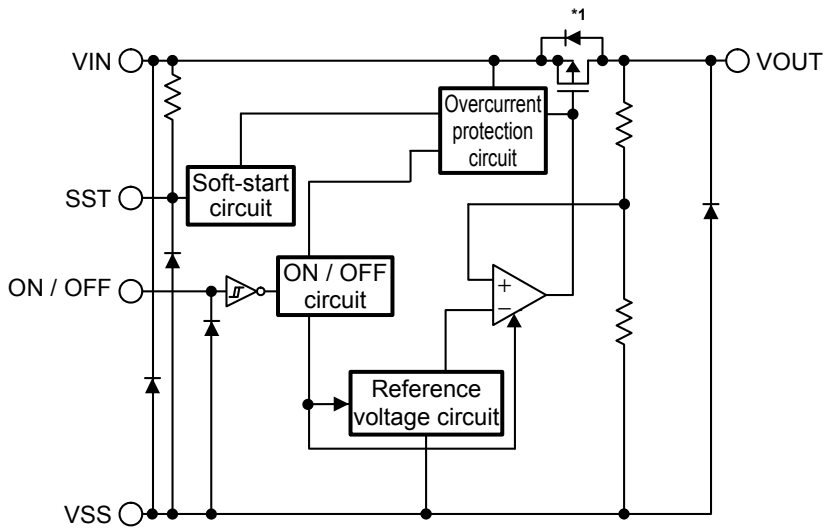 *1
VIN
VOUT
Overcurrent
protection
circuit
Soft-start
circuit
SST
ON / OFF
ON / OFF
circuit
+
−
Reference
voltage circuit
VSS